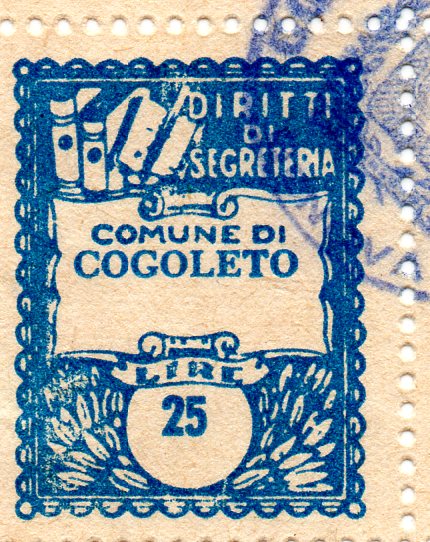 DIRITTI
DI
SEGRETERIA
COMUNE DI
COGOLETO
LIRE
25